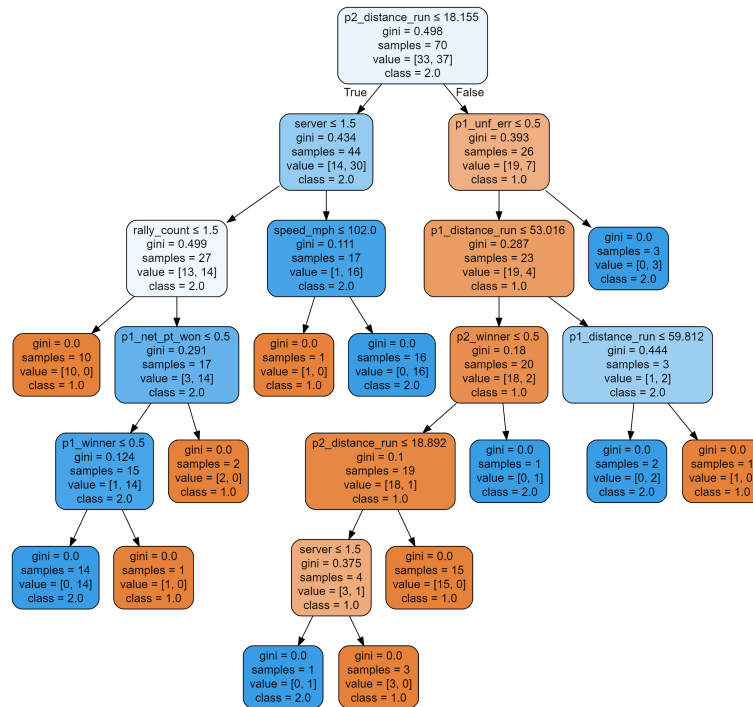 p2_distance_run ≤ 18.155
gini = 0.498
samples = 70
value = [33, 37]
class = 2.0
True
False
server ≤ 1.5
gini = 0.434
samples = 44
value = [14, 30]
class = 2.0
p1_unf_err ≤ 0.5
gini = 0.393
samples = 26
value = [19, 7]
class = 1.0
rally_count ≤ 1.5
gini = 0.499
samples = 27
value = [13, 14]
class = 2.0
speed_mph ≤ 102.0
gini = 0.111
samples = 17
value = [1, 16]
class = 2.0
p1_distance_run ≤ 53.016
gini = 0.287
samples = 23
value = [19, 4]
class = 1.0
gini = 0.0
samples = 3
value = [0, 3]
class = 2.0
gini = 0.0
samples = 10
value = [10, 0]
class = 1.0
p1_net_pt_won ≤ 0.5
gini = 0.291
samples = 17
value = [3, 14]
class = 2.0
gini = 0.0
samples = 1
value = [1, 0]
class = 1.0
gini = 0.0
samples = 16
value = [0, 16]
class = 2.0
p2_winner ≤ 0.5
gini = 0.18
samples = 20
value = [18, 2]
class = 1.0
p1_distance_run ≤ 59.812
gini = 0.444
samples = 3
value = [1, 2]
class = 2.0
p1_winner ≤ 0.5
gini = 0.124
samples = 15
value = [1, 14]
class = 2.0
gini = 0.0
samples = 2
value = [2, 0]
class = 1.0
p2_distance_run ≤ 18.892
gini = 0.1
samples = 19
value = [18, 1]
class = 1.0
gini = 0.0
samples = 1
value = [0, 1]
class = 2.0
gini = 0.0
samples = 2
value = [0, 2]
class = 2.0
gini = 0.0
samples = 1
value = [1, 0]
class = 1.0
gini = 0.0
samples = 14
value = [0, 14]
class = 2.0
gini = 0.0
samples = 1
value = [1, 0]
class = 1.0
server ≤ 1.5
gini = 0.375
samples = 4
value = [3, 1]
class = 1.0
gini = 0.0
samples = 15
value = [15, 0]
class = 1.0
gini = 0.0
samples = 1
value = [0, 1]
class = 2.0
gini = 0.0
samples = 3
value = [3, 0]
class = 1.0